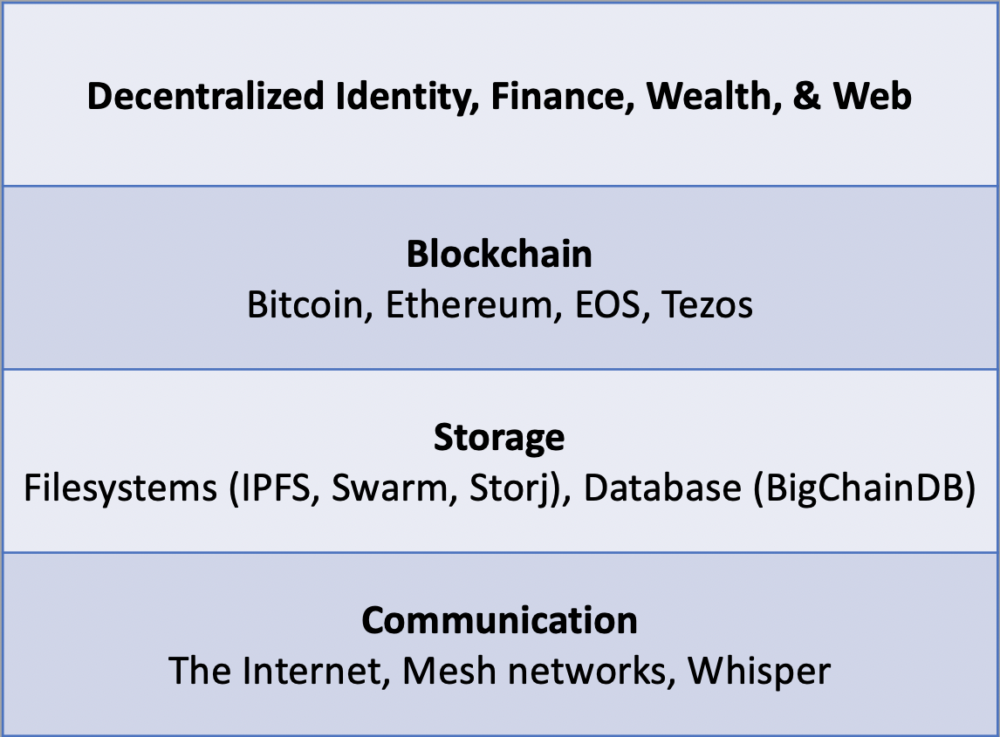 Decentralized Identity, Finance, Wealth, & Web
Blockchain
Bitcoin, Ethereum, EOS, Tezos
Storage
Filesystems (IPFS, Swarm, Storj), Database (BigChainDB)
Communication
The Internet, Mesh networks, Whisper